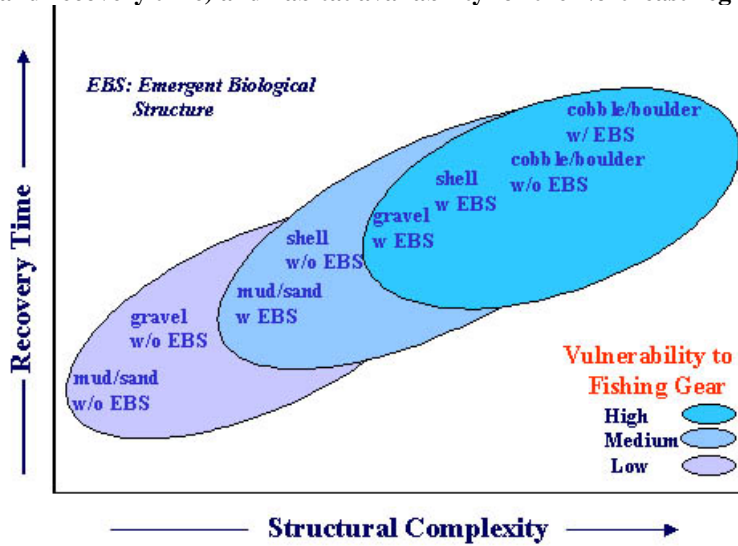 EBS: Emergent Biological
Structure
cobble/boulder
w/ EBS
cobble/boulder
w/o EBS
shell
w EBS
gravel
w EBS
shell
w/o EBS
mud/sand
w EBS
gravel
w/o EBS
mud/sand
w/o EBS
Recovery Time
Vulnerability to
Fishing Gear
High
Medium
Low
Structural Complexity